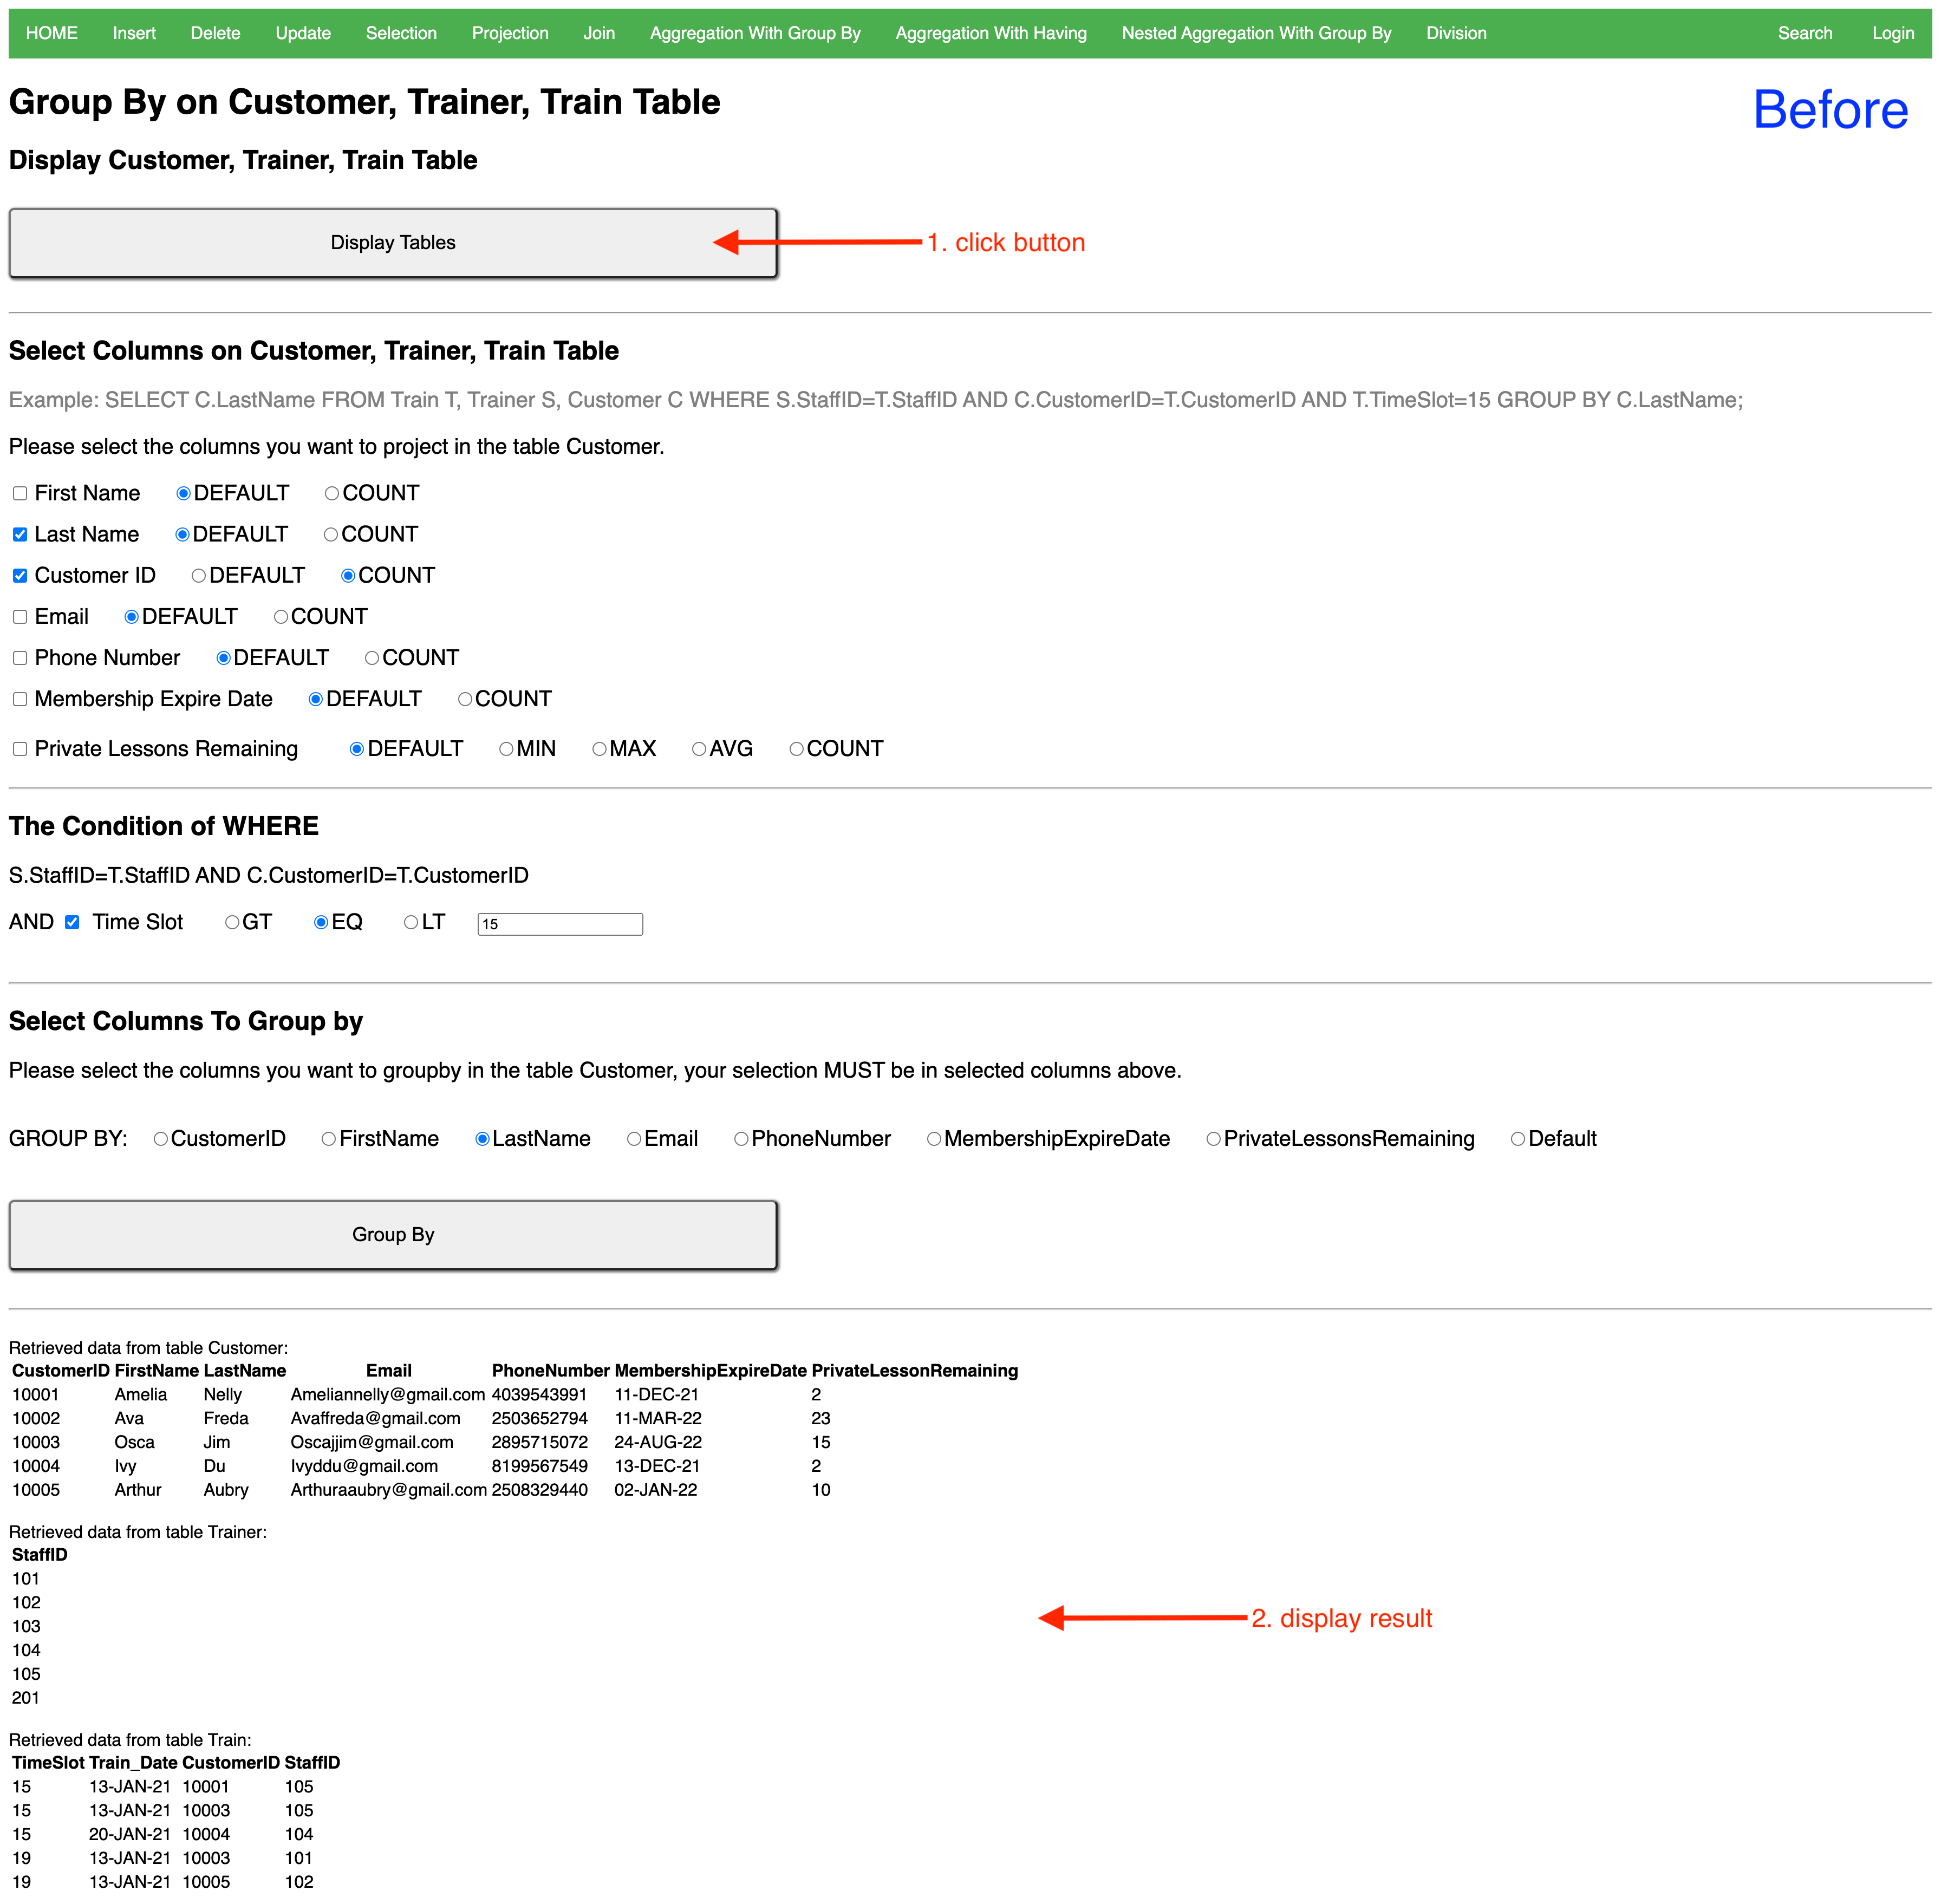 HOME Insert Delete Update Selection Projection Join Aggregation With Group By Aggregation With Having Nested Aggregation With Group By Division Search Login
Group By on Customer, Trainer, Train Table
Before
Display Customer, Trainer, Train Table
Display Tables
1. click button
Select Columns on Customer, Trainer, Train Table
Example: SELECT C.LastName FROM Train T, Trainer S, Customer C WHERE S.StaffID=T.StaffID AND C.CustomerID=T.CustomerID AND T.TimeSlot=15 GROUP BY C.LastName;
Please select the columns you want to project in the table Customer.
First Name DEFAULT COUNT
Last Name DEFAULT COUNT
Customer ID DEFAULT COUNT
Email DEFAULT COUNT
Phone Number DEFAULT COUNT
Membership Expire Date DEFAULT COUNT
Private Lessons Remaining DEFAULT MIN MAX AVG COUNT
The Condition of WHERE
S.StaffID=T.StaffID AND C.CustomerID=T.CustomerID
AND Time Slot GT EQ LT 15
Select Columns To Group by
Please select the columns you want to groupby in the table Customer, your selection MUST be in selected columns above.
GROUP BY: CustomerID FirstName LastName Email PhoneNumber MembershipExpireDate PrivateLessonsRemaining Default
Group By
Retrieved data from table Customer:
CustomerID FirstName LastName Email PhoneNumber MembershipExpireDate PrivateLessonRemaining
10001 Amelia Nelly Ameliannelly@gmail.com 4039543991 11-DEC-21 2
10002 Ava Freda Avaffreda@gmail.com 2503652794 11-MAR-22 23
10003 Osca Jim Oscajjim@gmail.com 2895715072 24-AUG-22 15
10004 Ivy Du Ivyddu@gmail.com 8199567549 13-DEC-21 2
10005 Arthur Aubry Arthuraaubry@gmail.com 2508329440 02-JAN-22 10
Retrieved data from table Trainer:
StaffID
101
102
103
104
105
201
2. display result
Retrieved data from table Train:
TimeSlot Train_Date CustomerID StaffID
15 13-JAN-21 10001 105
15 13-JAN-21 10003 105
15 20-JAN-21 10004 104
19 13-JAN-21 10003 101
19 13-JAN-21 10005 102